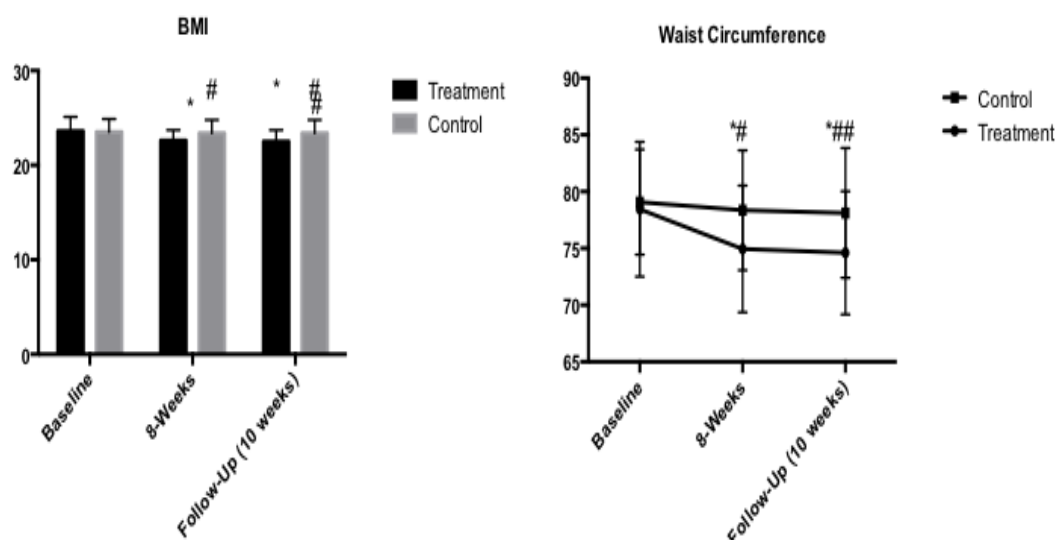 BMI
30
20
10
0
*
#
*
#
#
Treatment
Control
Baseline
8-Weeks
Follow-Up (10 weeks)
Waist Circumference
90
85
80
75
70
65
*#
*##
Control
Treatment
Baseline
8-Weeks
Follow-Up (10 weeks)